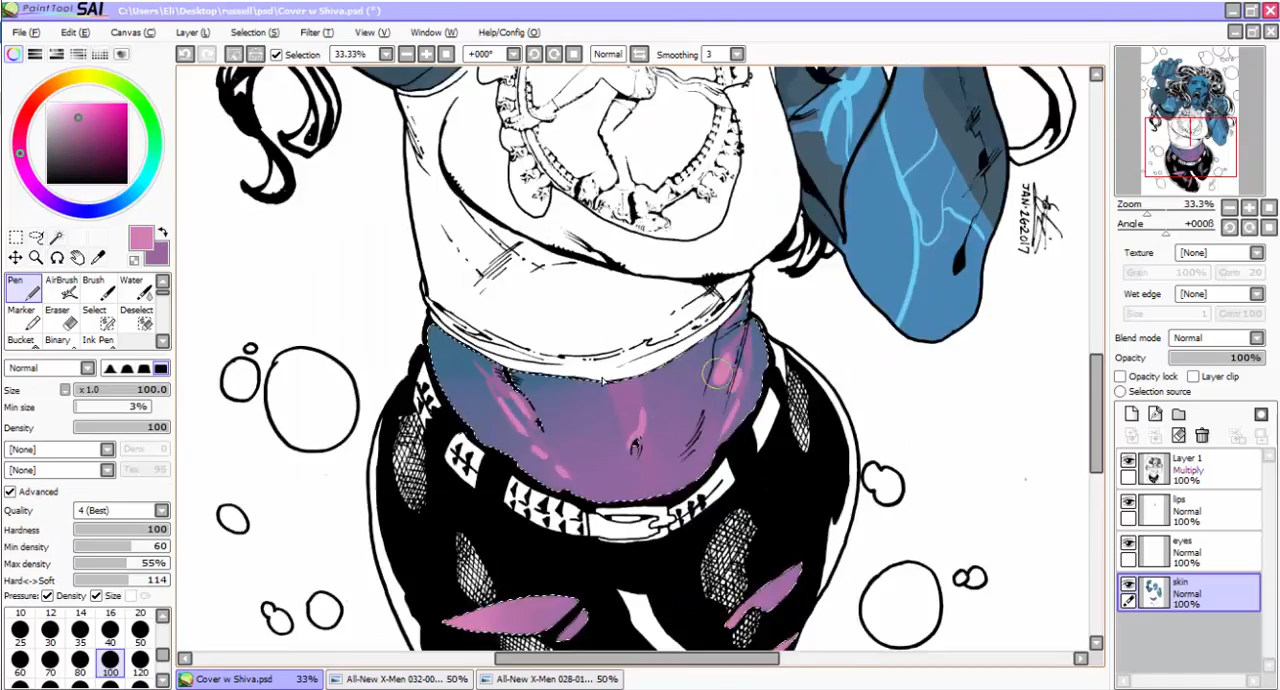 PaintTool SAI C:\Users\Eli\Desktop\russell\psd\Cover w Shiva.psd (*)
File (F) Edit (E) Canvas (C) Layer (L) Selection (S) Filter (T) View (V) Window (W) Help/Config (O)
Selection 33.33% +000° Normal Smoothing 3
Zoom 33.3%
Angle +000ß
Texture [None]
Grain 100% Cont 20
Wet edge [None]
Size 1 Cont 100
Blend mode Normal
Opacity 100%
Opacity lock Layer clip
Selection source
Layer 1
Multiply
100%
lips
Normal
100%
eyes
Normal
100%
skin
Normal
100%
Pen AirBrush Brush Water
Marker Eraser Select Deselect
Bucket Binary Ink Pen
Normal
Size x 1.0 100.0
Min size 3%
Density 100
[None] Dens 0
[None] Tex 95
Advanced
Quality 4 (Best)
Hardness 100
Min density 60
Max density 55%
Hard<->Soft 114
Pressure: Density Size
10 12 14 16 20
25 30 35 40 50
60 70 80 100 120
JAN·26·2017
Cover w Shiva.psd 33% All-New X-Men 032-00... 50% All-New X-Men 028-01... 50%